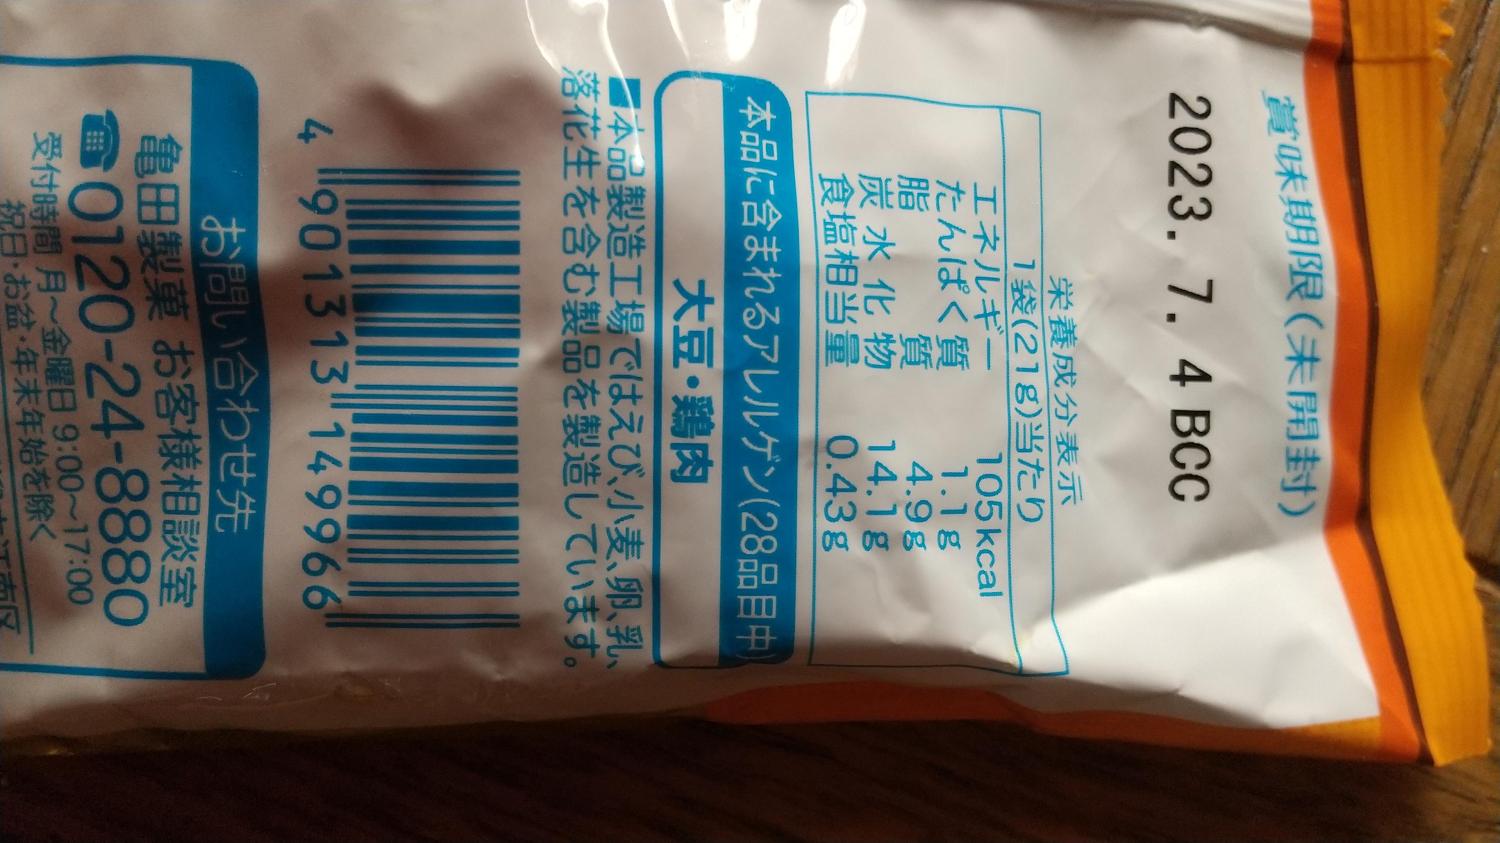 賞味期限(未開封)
2023. 7. 4 BCC
栄養成分表示
1袋(21g)当たり
エネルギー 105kcal
たんぱく質 1.1g
脂質 4.9g
炭水化物 14.1g
食塩相当量 0.43g
本品に含まれるアレルゲン(28品目中)
大豆・鶏肉
■本品製造工場ではえび、小麦、卵、乳、
落花生を含む製品を製造しています。
4 901313 149966
お問い合わせ先
亀田製菓 お客様相談室
☎0120-24-8880
受付時間 月～金曜日 9:00～17:00
祝日・お盆・年末年始を除く